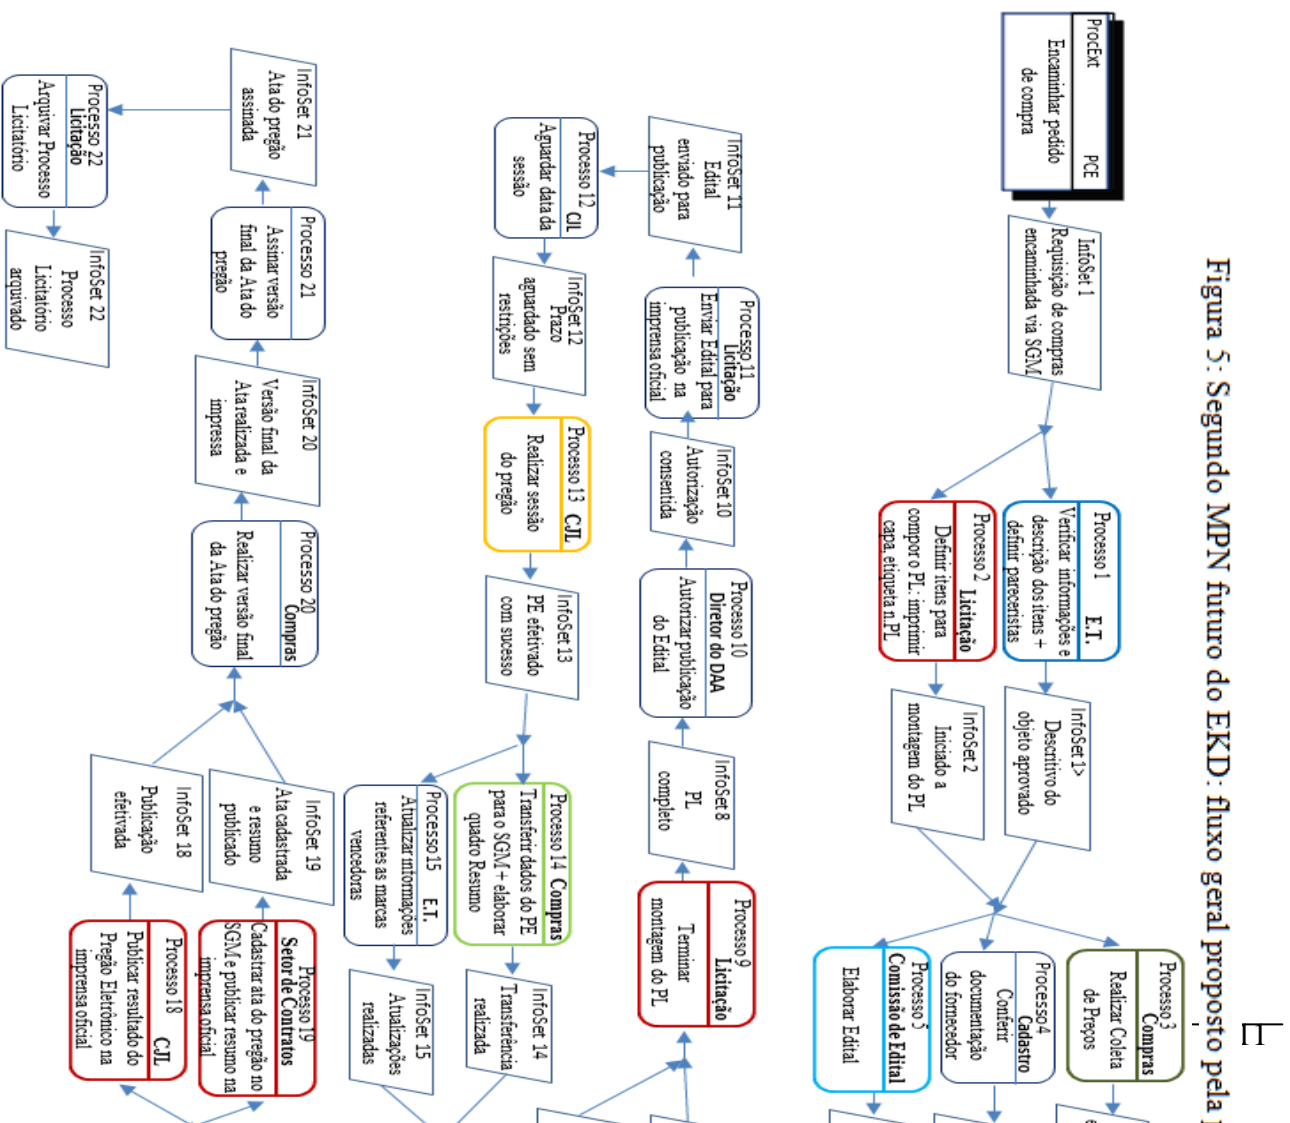 Figura 5: Segundo MPN futuro do EKD: fluxo geral proposto pela
ProcExt PCE
Encaminhar pedido
de compra
InfoSet 1
Requisição de compras
encaminhada via SGM
Processo 1 E.T.
Verificar informações e
descrição dos itens +
definir pareceristas
InfoSet 1>
Descritivo do
objeto aprovado
Processo 2 Licitação
Definir itens para
compor o PL: imprimir
capa, etiqueta n.PL
InfoSet 2
Iniciado a
montagem do PL
Processo 3
Compras
Realizar Coleta
de Preços
Processo 4
Cadastro
Conferir
documentação
do fornecedor
Processo 5
Comissão de Edital
Elaborar Edital
Processo 9
Licitação
Terminar
montagem do PL
InfoSet 8
PL
completo
Processo 10
Diretor do DAA
Autorizar publicação
do Edital
InfoSet 10
Autorização
consentida
Processo 11
Licitação
Enviar Edital para
publicação na
imprensa oficial
InfoSet 11
Edital
enviado para
publicação
Processo 12 CJL
Aguardar data da
sessão
InfoSet 12
Prazo
aguardado sem
restrições
Processo 13 CJL
Realizar sessão
do pregão
InfoSet 13
PE efetivado
com sucesso
Processo 14 Compras
Transferir dados do PE
para o SGM + elaborar
quadro Resumo
InfoSet 14
Transferência
realizada
Processo 15 E.T.
Atualizar informações
referentes as marcas
vencedoras
InfoSet 15
Atualizações
realizadas
Processo 19
Setor de Contratos
Cadastrar ata do pregão no
SGM e publicar resumo na
imprensa oficial
InfoSet 19
Ata cadastrada
e resumo
publicado
Processo 18 CJL
Publicar resultado do
Pregão Eletrônico na
imprensa oficial
InfoSet 18
Publicação
efetivada
Processo 20
Compras
Realizar versão final
da Ata do pregão
InfoSet 20
Versão final da
Ata realizada e
impressa
Processo 21
Assinar versão
final da Ata do
pregão
InfoSet 21
Ata do pregão
assinada
Processo 22
Licitação
Arquivar Processo
Licitatório
InfoSet 22
Processo
Licitatório
arquivado